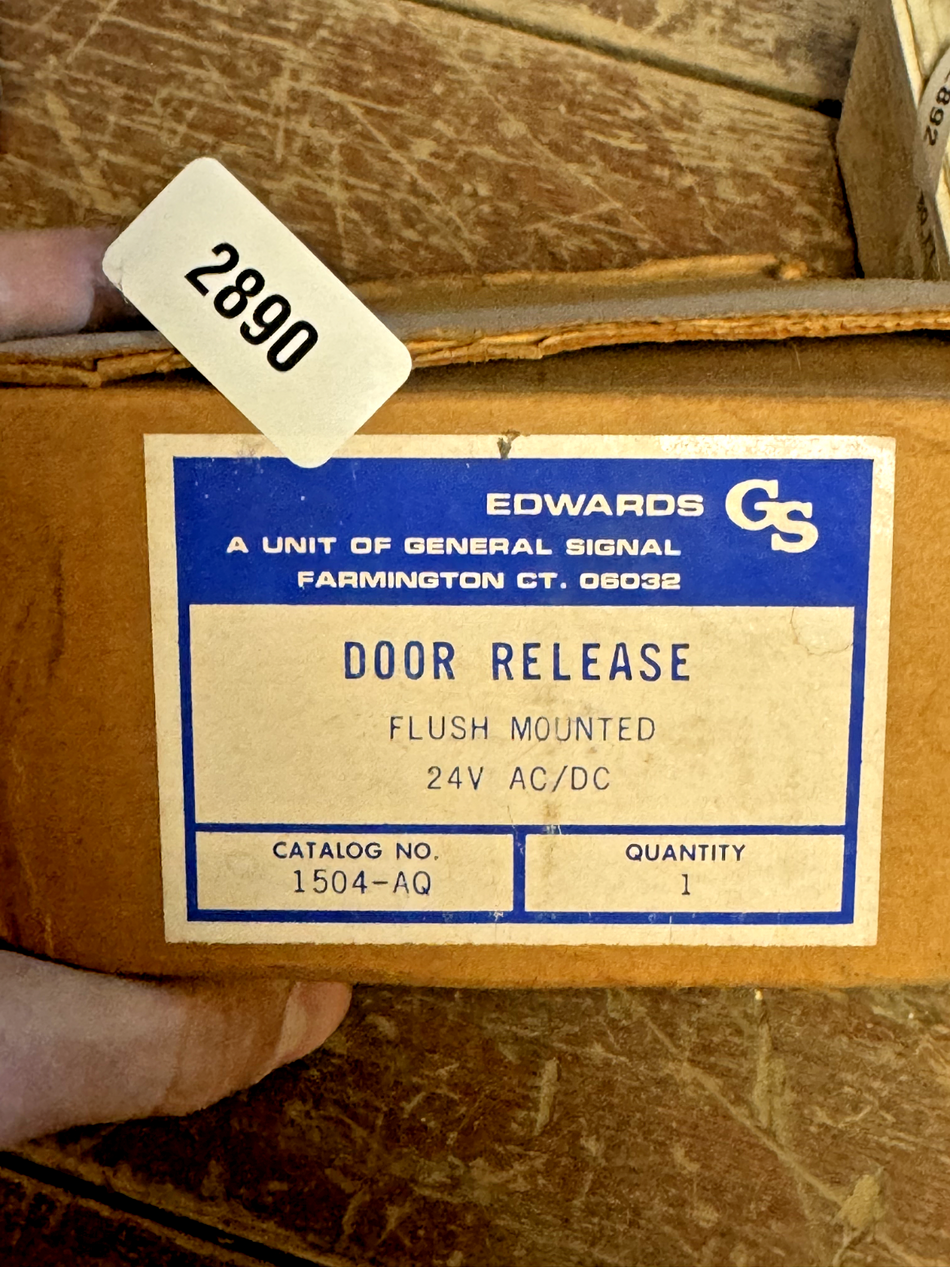 2890
EDWARDS GS
A UNIT OF GENERAL SIGNAL
FARMINGTON CT. 06032
DOOR RELEASE
FLUSH MOUNTED
24V AC/DC
CATALOG NO.
1504-AQ
QUANTITY
1
892